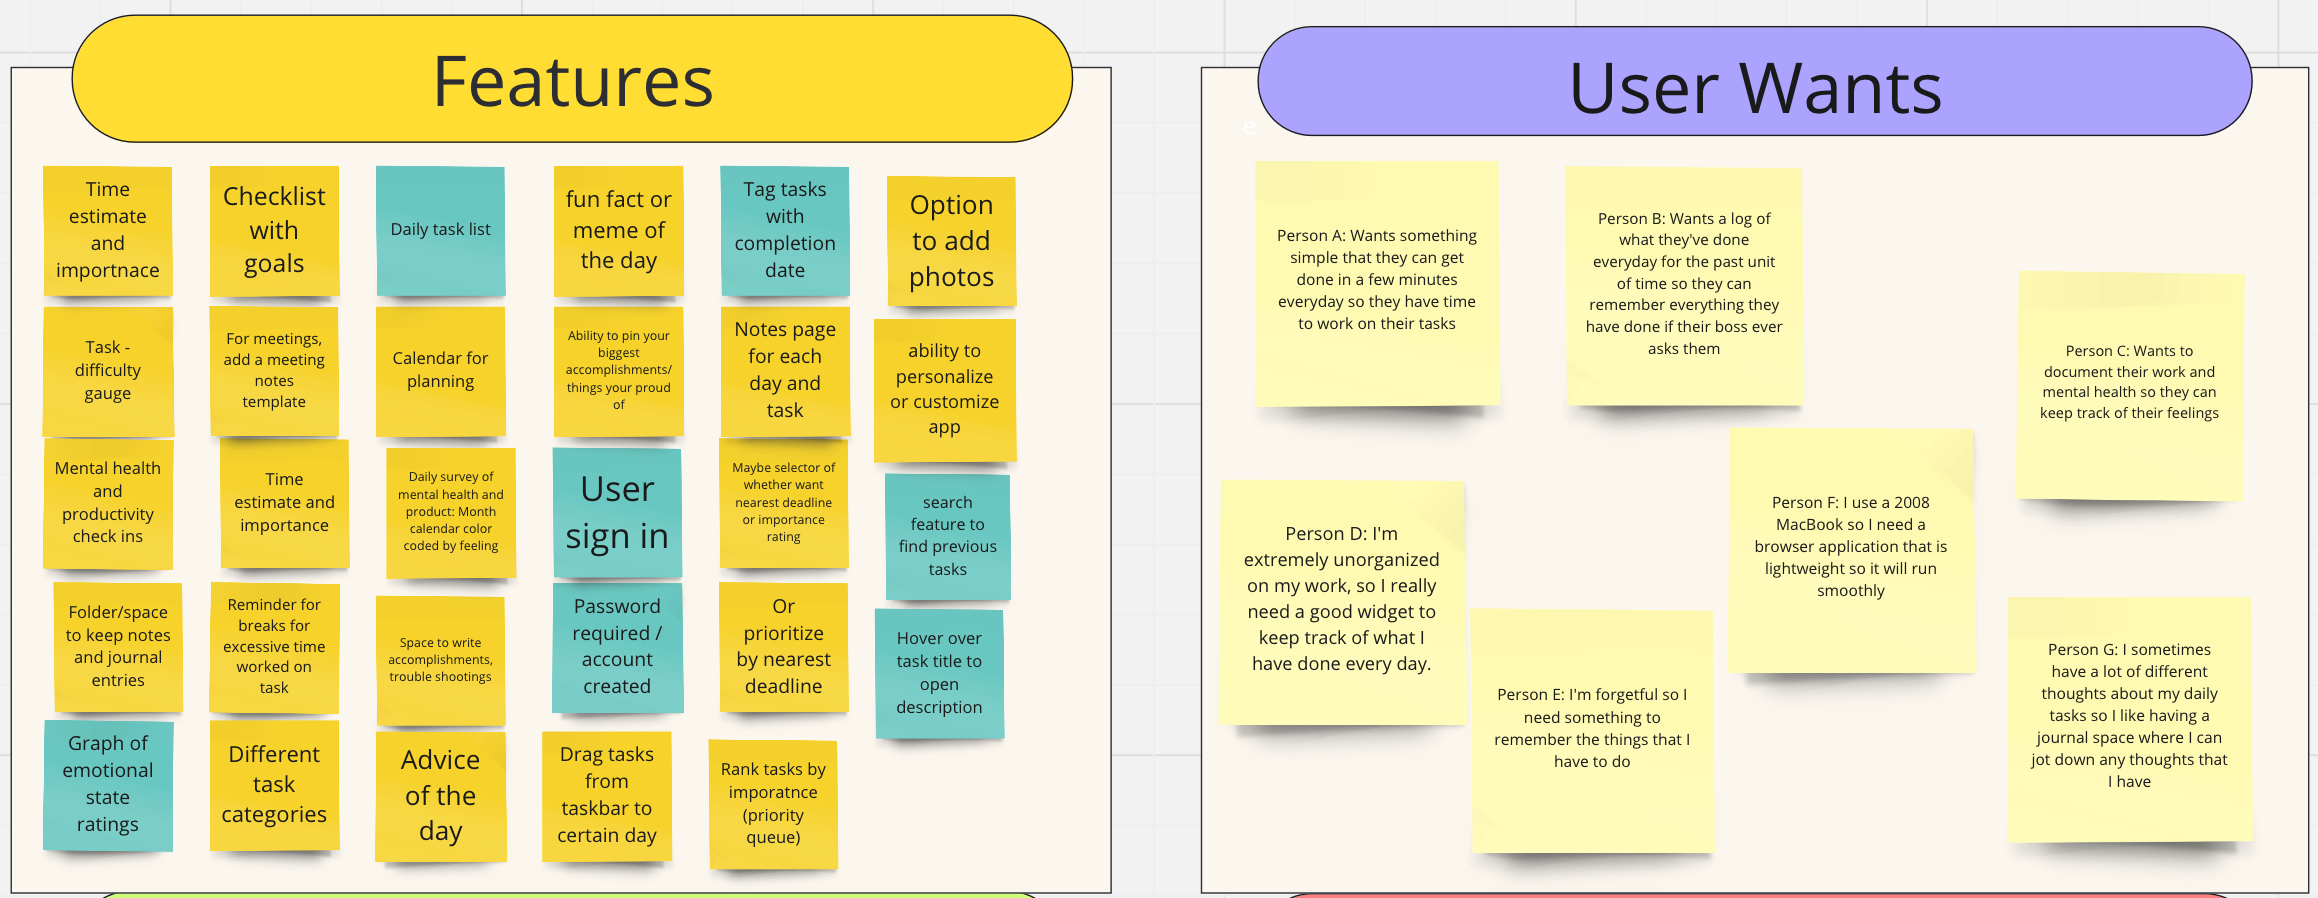 Features
Time
estimate
and
importnace
Checklist
with
goals
Daily task list
fun fact or
meme of
the day
Tag tasks
with
completion
date
Option
to add
photos
Task -
difficulty
gauge
For meetings,
add a meeting
notes
template
Calendar for
planning
Ability to pin your
biggest
accomplishments/
things your proud
of
Notes page
for each
day and
task
ability to
personalize
or customize
app
Mental health
and
productivity
check ins
Time
estimate and
importance
Daily survey of
mental health and
product: Month
calendar color
coded by feeling
User
sign in
Maybe selector of
whether want
nearest deadline
or importance
rating
search
feature to
find previous
tasks
Folder/space
to keep notes
and journal
entries
Reminder for
breaks for
excessive time
worked on
task
Space to write
accomplishments,
trouble shootings
Password
required /
account
created
Or
prioritize
by nearest
deadline
Hover over
task title to
open
description
Graph of
emotional
state
ratings
Different
task
categories
Advice
of the
day
Drag tasks
from
taskbar to
certain day
Rank tasks by
imporatnce
(priority
queue)
User Wants
e
Person A: Wants something
simple that they can get
done in a few minutes
everyday so they have time
to work on their tasks
Person B: Wants a log of
what they've done
everyday for the past unit
of time so they can
remember everything they
have done if their boss ever
asks them
Person C: Wants to
document their work and
mental health so they can
keep track of their feelings
Person D: I'm
extremely unorganized
on my work, so I really
need a good widget to
keep track of what I
have done every day.
Person F: I use a 2008
MacBook so I need a
browser application that is
lightweight so it will run
smoothly
Person E: I'm forgetful so I
need something to
remember the things that I
have to do
Person G: I sometimes
have a lot of different
thoughts about my daily
tasks so I like having a
journal space where I can
jot down any thoughts that
I have